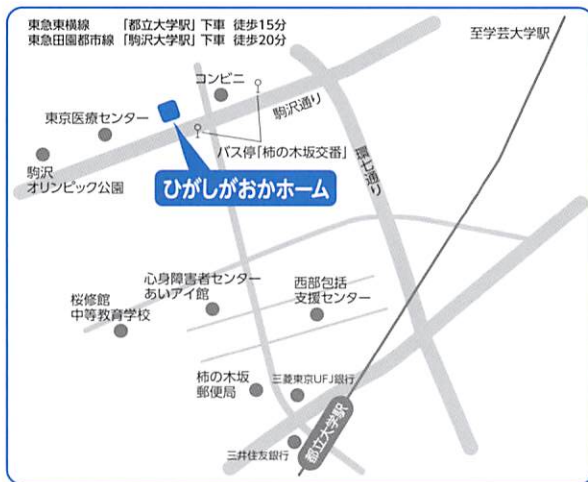 東急東横線 「都立大学駅」下車 徒歩15分
東急田園都市線 「駒沢大学駅」下車 徒歩20分
至学芸大学駅
コンビニ
駒沢通り
東京医療センター
バス停「柿の木坂交番」
環七通り
駒沢
オリンピック公園
ひがしがおかホーム
心身障害者センター
あいアイ館
西部包括
支援センター
桜修館
中等教育学校
柿の木坂
郵便局
三菱東京UFJ銀行
都立大学駅
三井住友銀行